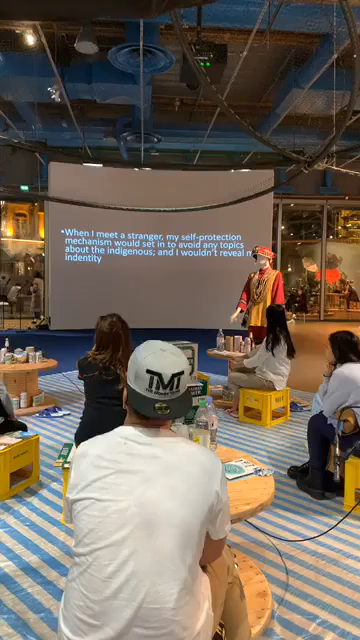 •When I meet a stranger, my self-protection
mechanism would set in to avoid any topics
about the indigenous; and I wouldn't reveal m
indentity
TMT